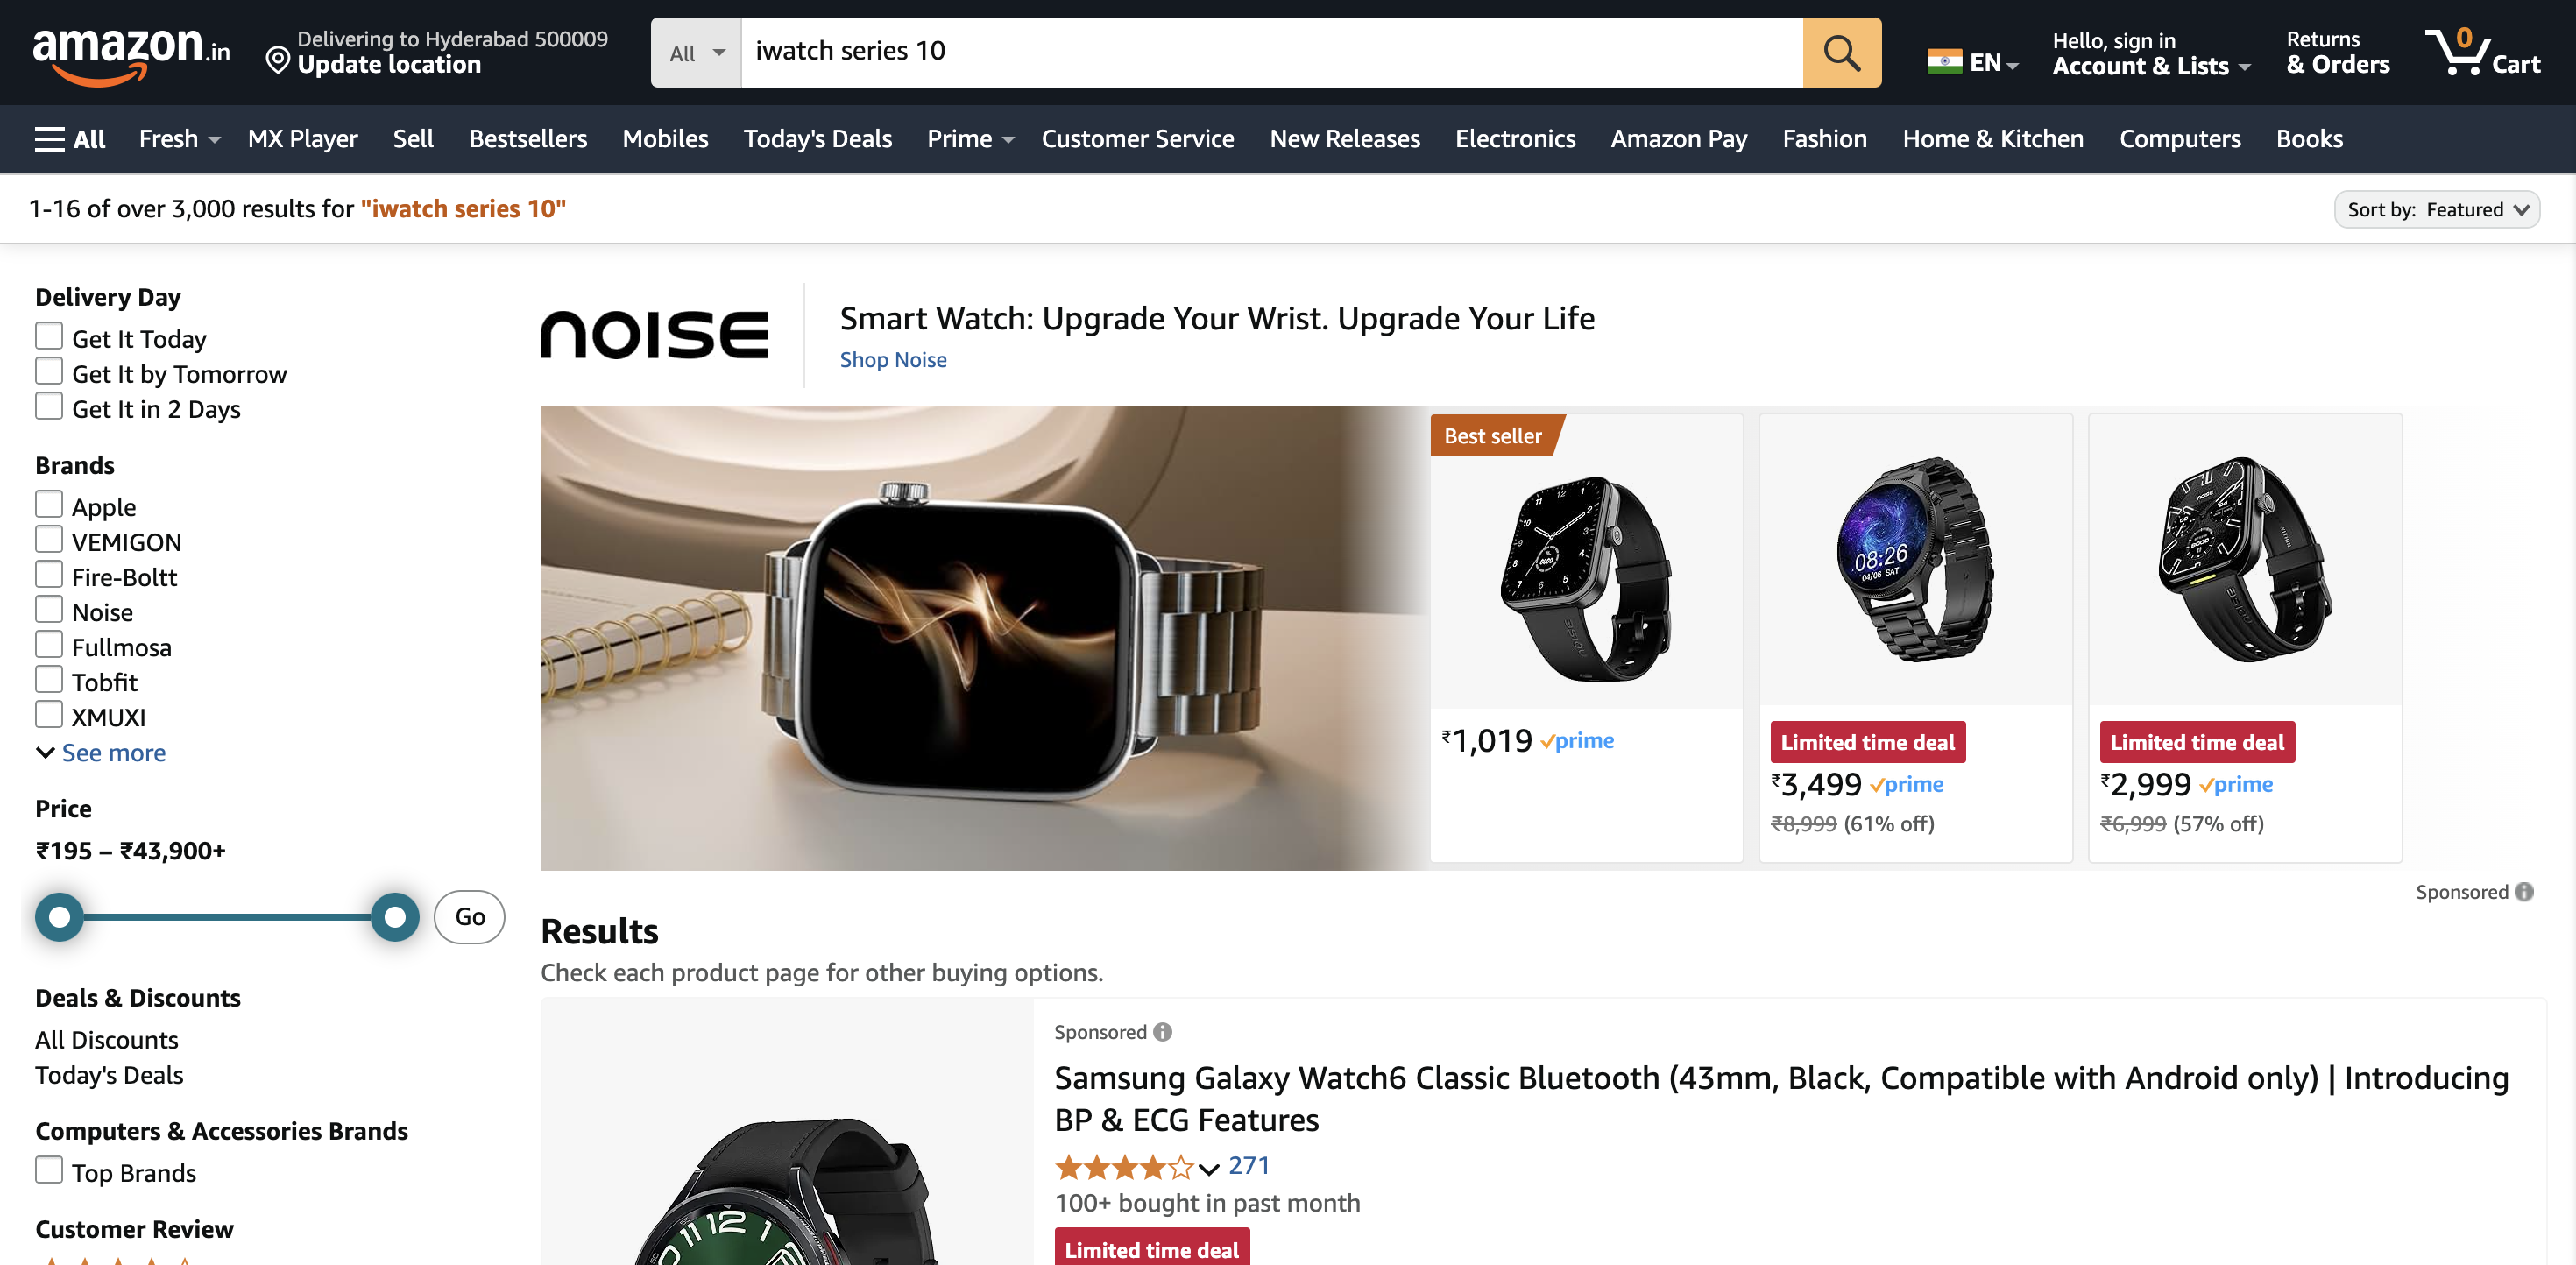 amazon.in
Delivering to Hyderabad 500009
Update location
All
iwatch series 10
EN
Hello, sign in
Account & Lists
Returns
& Orders
0
Cart
All
Fresh
MX Player
Sell
Bestsellers
Mobiles
Today's Deals
Prime
Customer Service
New Releases
Electronics
Amazon Pay
Fashion
Home & Kitchen
Computers
Books
1-16 of over 3,000 results for "iwatch series 10"
Sort by: Featured
Delivery Day
Get It Today
Get It by Tomorrow
Get It in 2 Days
Brands
Apple
VEMIGON
Fire-Boltt
Noise
Fullmosa
Tobfit
XMUXI
See more
Price
₹195 – ₹43,900+
Go
Deals & Discounts
All Discounts
Today's Deals
Computers & Accessories Brands
Top Brands
Customer Review
NOISE
Smart Watch: Upgrade Your Wrist. Upgrade Your Life
Shop Noise
Best seller
₹1,019 prime
08:26
04/06 SAT
Limited time deal
₹3,499 prime
₹8,999 (61% off)
Limited time deal
₹2,999 prime
₹6,999 (57% off)
Sponsored
Results
Check each product page for other buying options.
11 12 1
Sponsored
Samsung Galaxy Watch6 Classic Bluetooth (43mm, Black, Compatible with Android only) | Introducing
BP & ECG Features
271
100+ bought in past month
Limited time deal